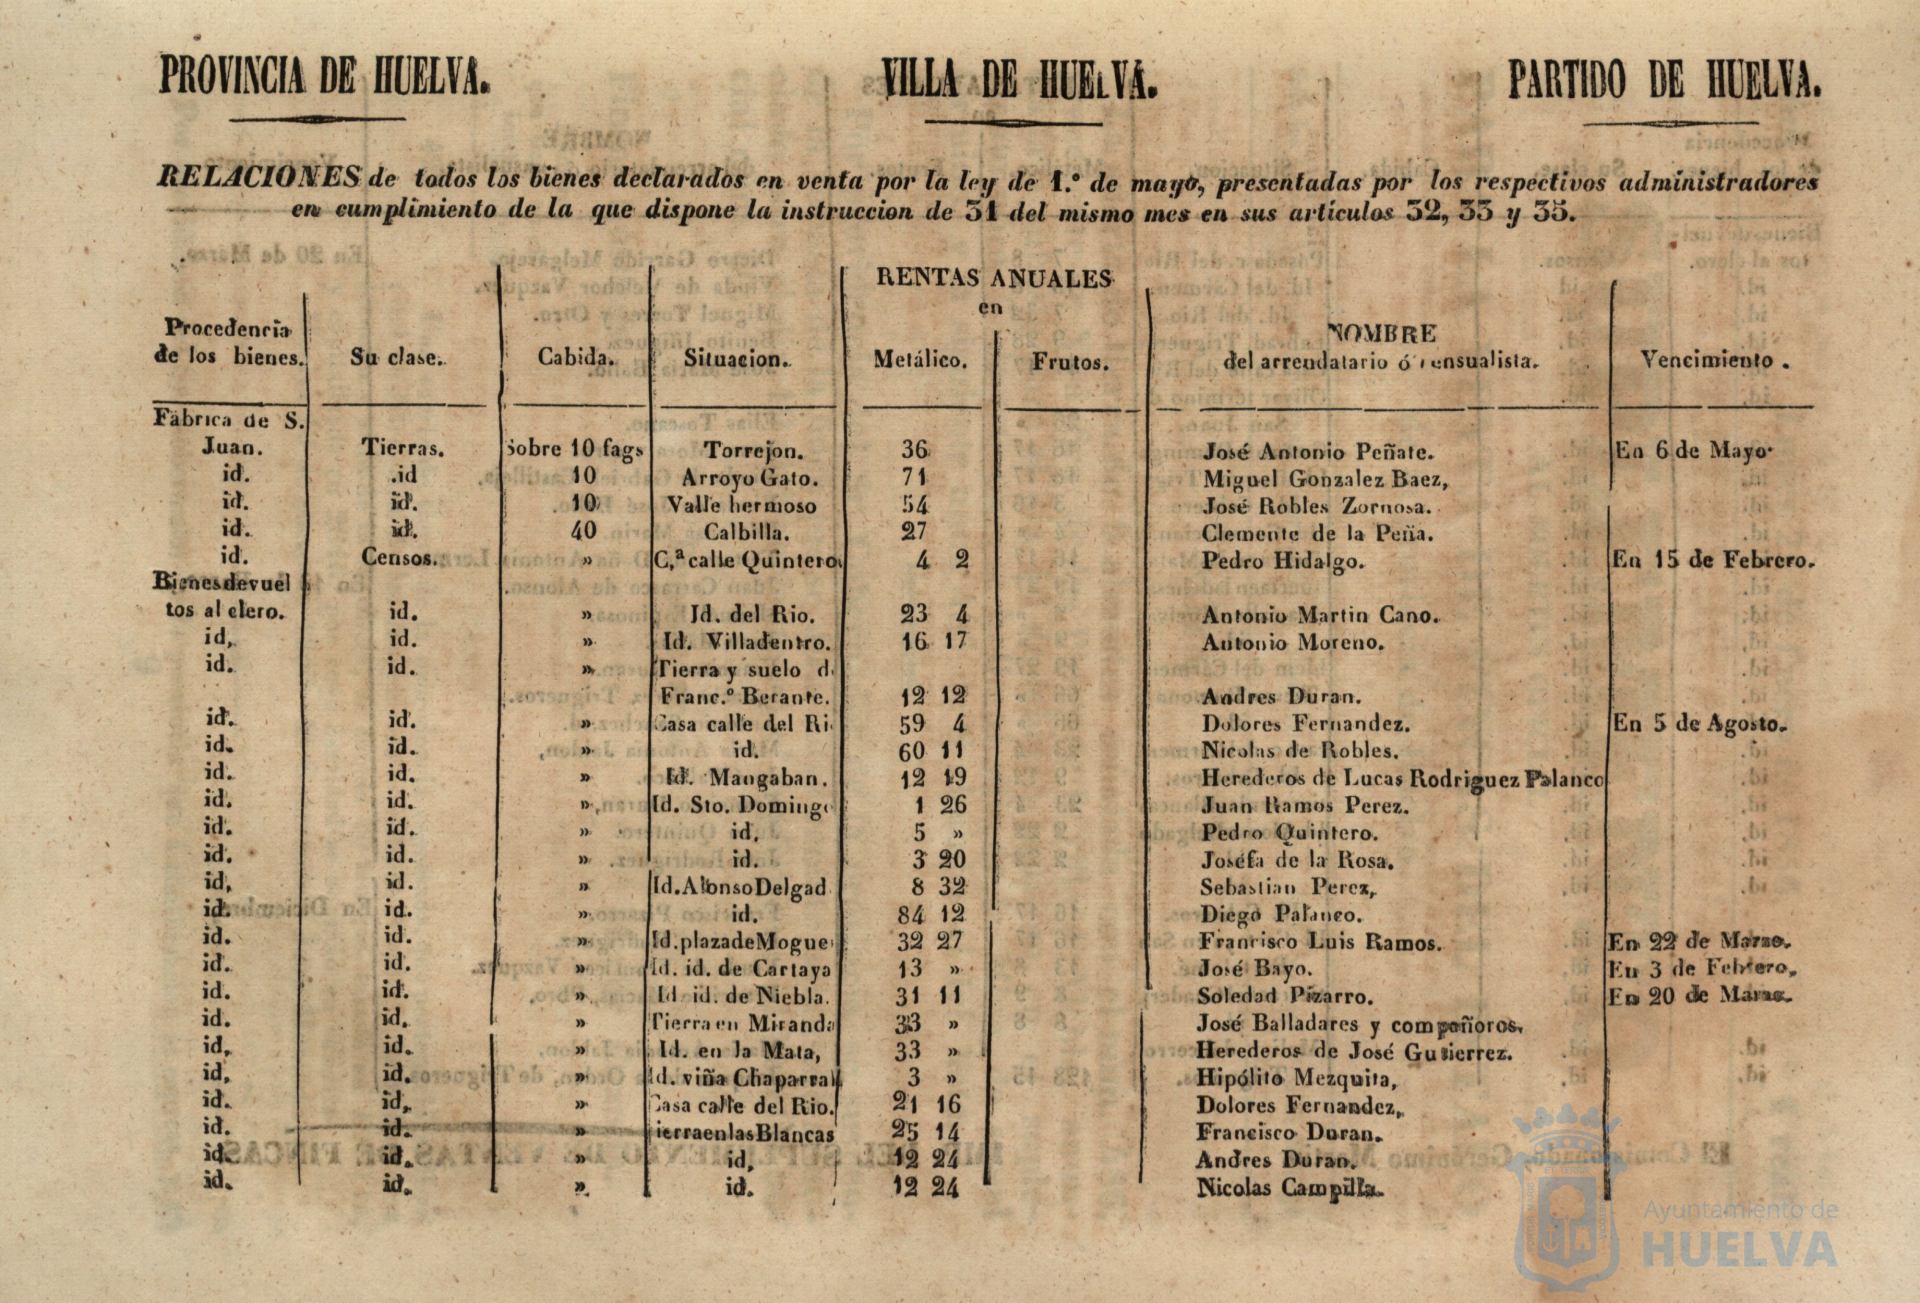 PROVINCIA DE HUELVA. VILLA DE HUELVA. PARTIDO DE HUELVA.
RELACIONES de todos los bienes declarados en venta por la ley de 1.º de mayo, presentadas por los respectivos administradores
en cumplimiento de la que dispone la instruccion de 31 del mismo mes en sus artículos 32, 33 y 35.
RENTAS ANUALES
en
Procedencia NOMBRE
de los bienes. Su clase. Cabida. Situacion. Metálico. Frutos. del arrendatario ó censualista. Vencimiento.
Fábrica de S.
Juan. Tierras. Sobre 10 fags Torrejon. 36 José Antonio Peñate. En 6 de Mayo
id. .id 10 Arroyo Gato. 71 Miguel Gonzalez Baez,
id. id. 10 Valle hermoso 54 José Robles Zornosa.
id. id. 40 Calbilla. 27 Clemente de la Peña.
id. Censos. » C,ª calle Quintero 4 2 Pedro Hidalgo. En 15 de Febrero.
Bienes devuel
tos al clero. id. » Id. del Rio. 23 4 Antonio Martin Cano.
id, id. » Id. Villadentro. 16 17 Antonio Moreno.
id. id. » Tierra y suelo d
Franc.º Berante. 12 12 Andres Duran.
id. id. » Casa calle del Ri 59 4 Dolores Fernandez. En 5 de Agosto.
id. id. » id. 60 11 Nicolas de Robles.
id. id. » Id. Mangaban. 12 19 Herederos de Lucas Rodriguez Palanco
id. id. » Id. Sto. Domingo 1 26 Juan Ramos Perez.
id. id. » id, 5 » Pedro Quintero.
id. id. » id. 3 20 Joséfa de la Rosa.
id, id. » Id. Alonso Delgad 8 32 Sebastian Perez,
id. id. » id. 84 12 Diego Palanco.
id. id. » Id. plaza de Mogue 32 27 Francisco Luis Ramos. En 22 de Marzo.
id. id. » Id. id. de Cartaya 13 » José Bayo. En 3 de Febrero,
id. id. » Id id. de Niebla. 31 11 Soledad Pizarro. En 20 de Marzo.
id. id. » Tierra en Miranda 33 » José Balladares y compoñoros,
id, id. » Id. en la Mata, 33 » Herederos de José Gutierrez.
id, id. » Id. viña Chaparral 3 » Hipólito Mezquita,
id. id, » Casa calle del Rio. 21 16 Dolores Fernandez,
id. id. » ierra en las Blancas 25 14 Francisco Duran.
id. id. » id, 12 24 Andres Duran.
id. id. » id. 12 24 Nicolas Campilla.
Ayuntamiento de
HUELVA